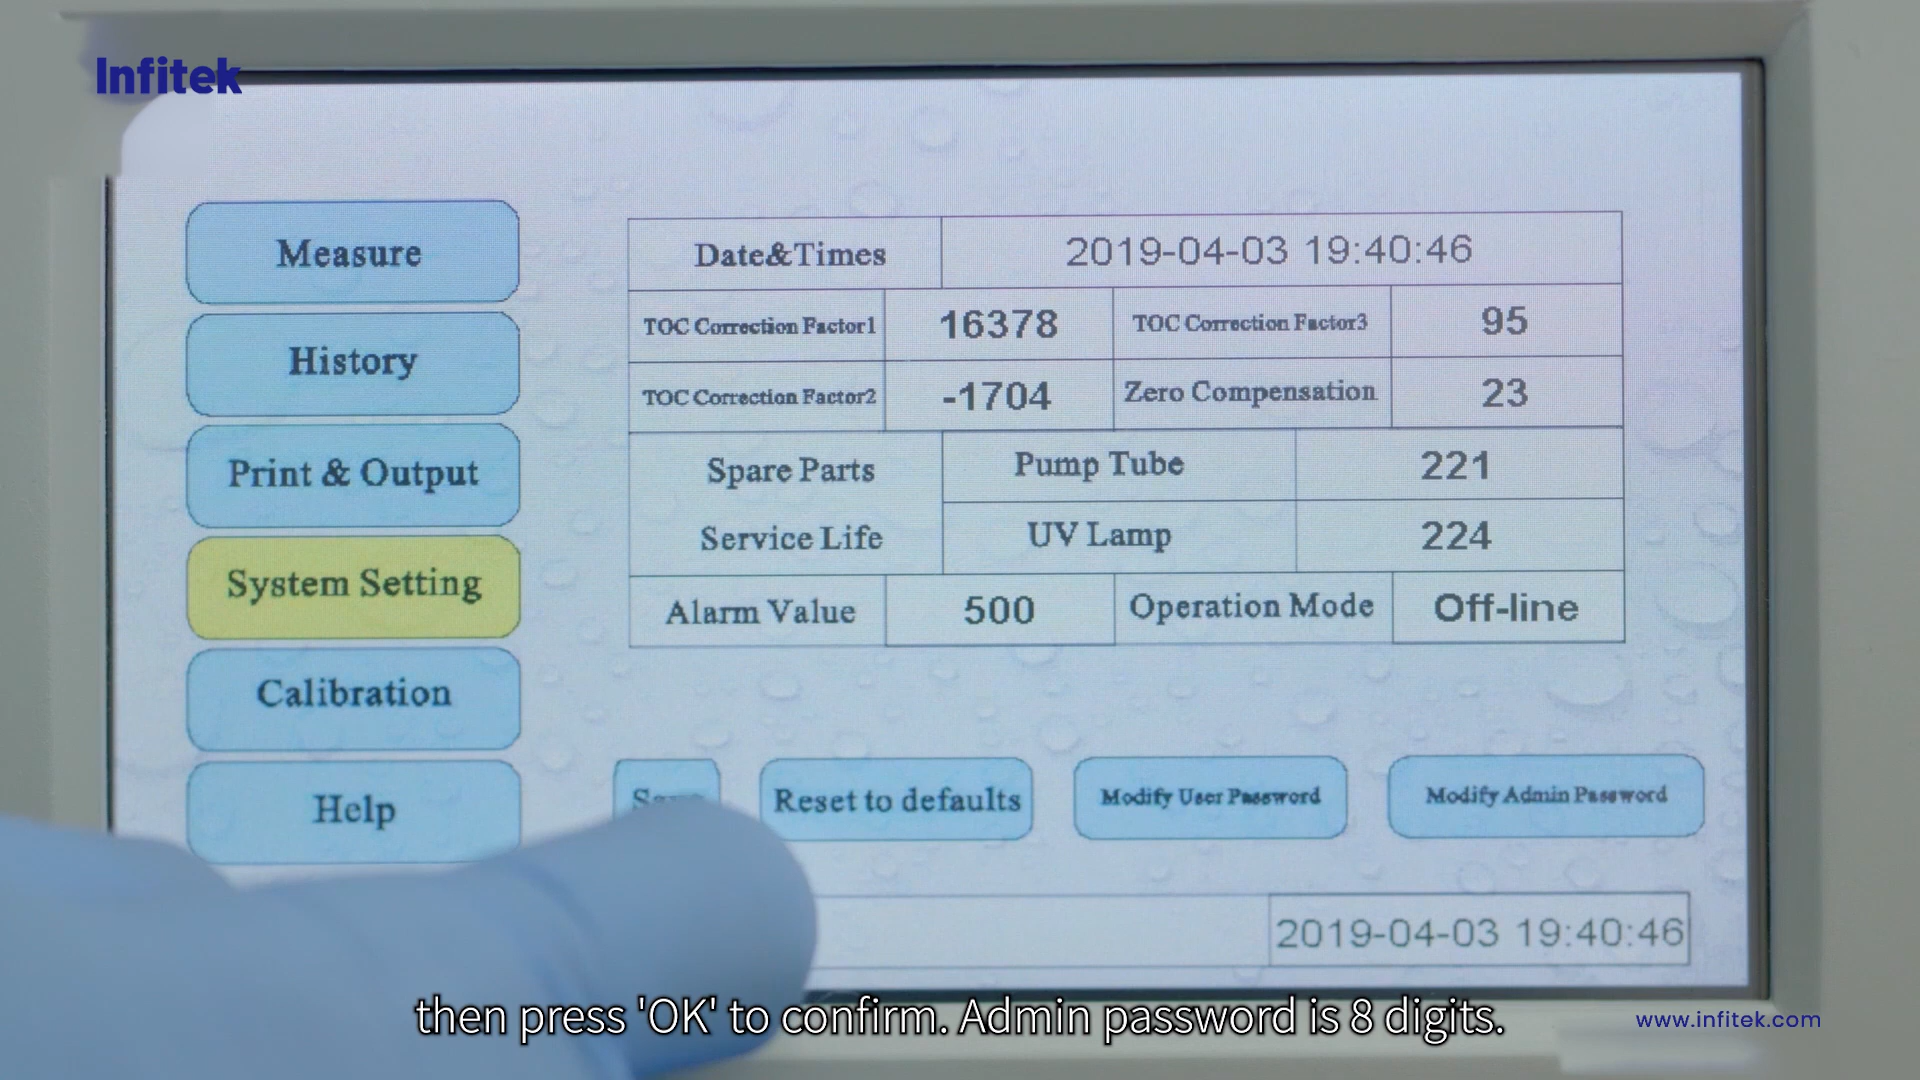 Infitek
Measure
History
Print & Output
System Setting
Calibration
Help
Date&Times 2019-04-03 19:40:46
TOC Correction Factor1 16378 TOC Correction Factor3 95
TOC Correction Factor2 -1704 Zero Compensation 23
Spare Parts Pump Tube 221
Service Life UV Lamp 224
Alarm Value 500 Operation Mode Off-line
Reset to defaults Modify User Password Modify Admin Password
2019-04-03 19:40:46
then press 'OK' to confirm. Admin password is 8 digits.
www.infitek.com